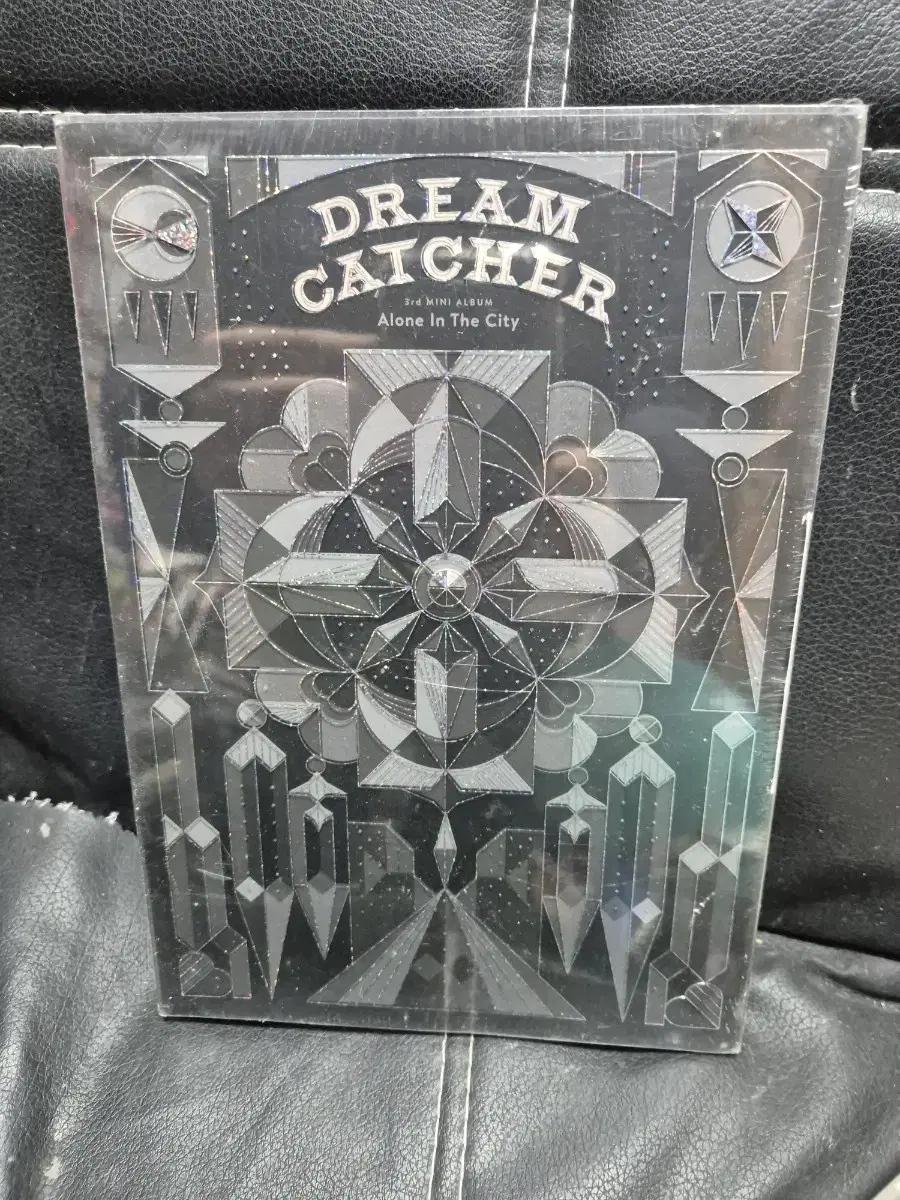 DREAM
CATCHER
3rd MINI ALBUM
Alone In The City